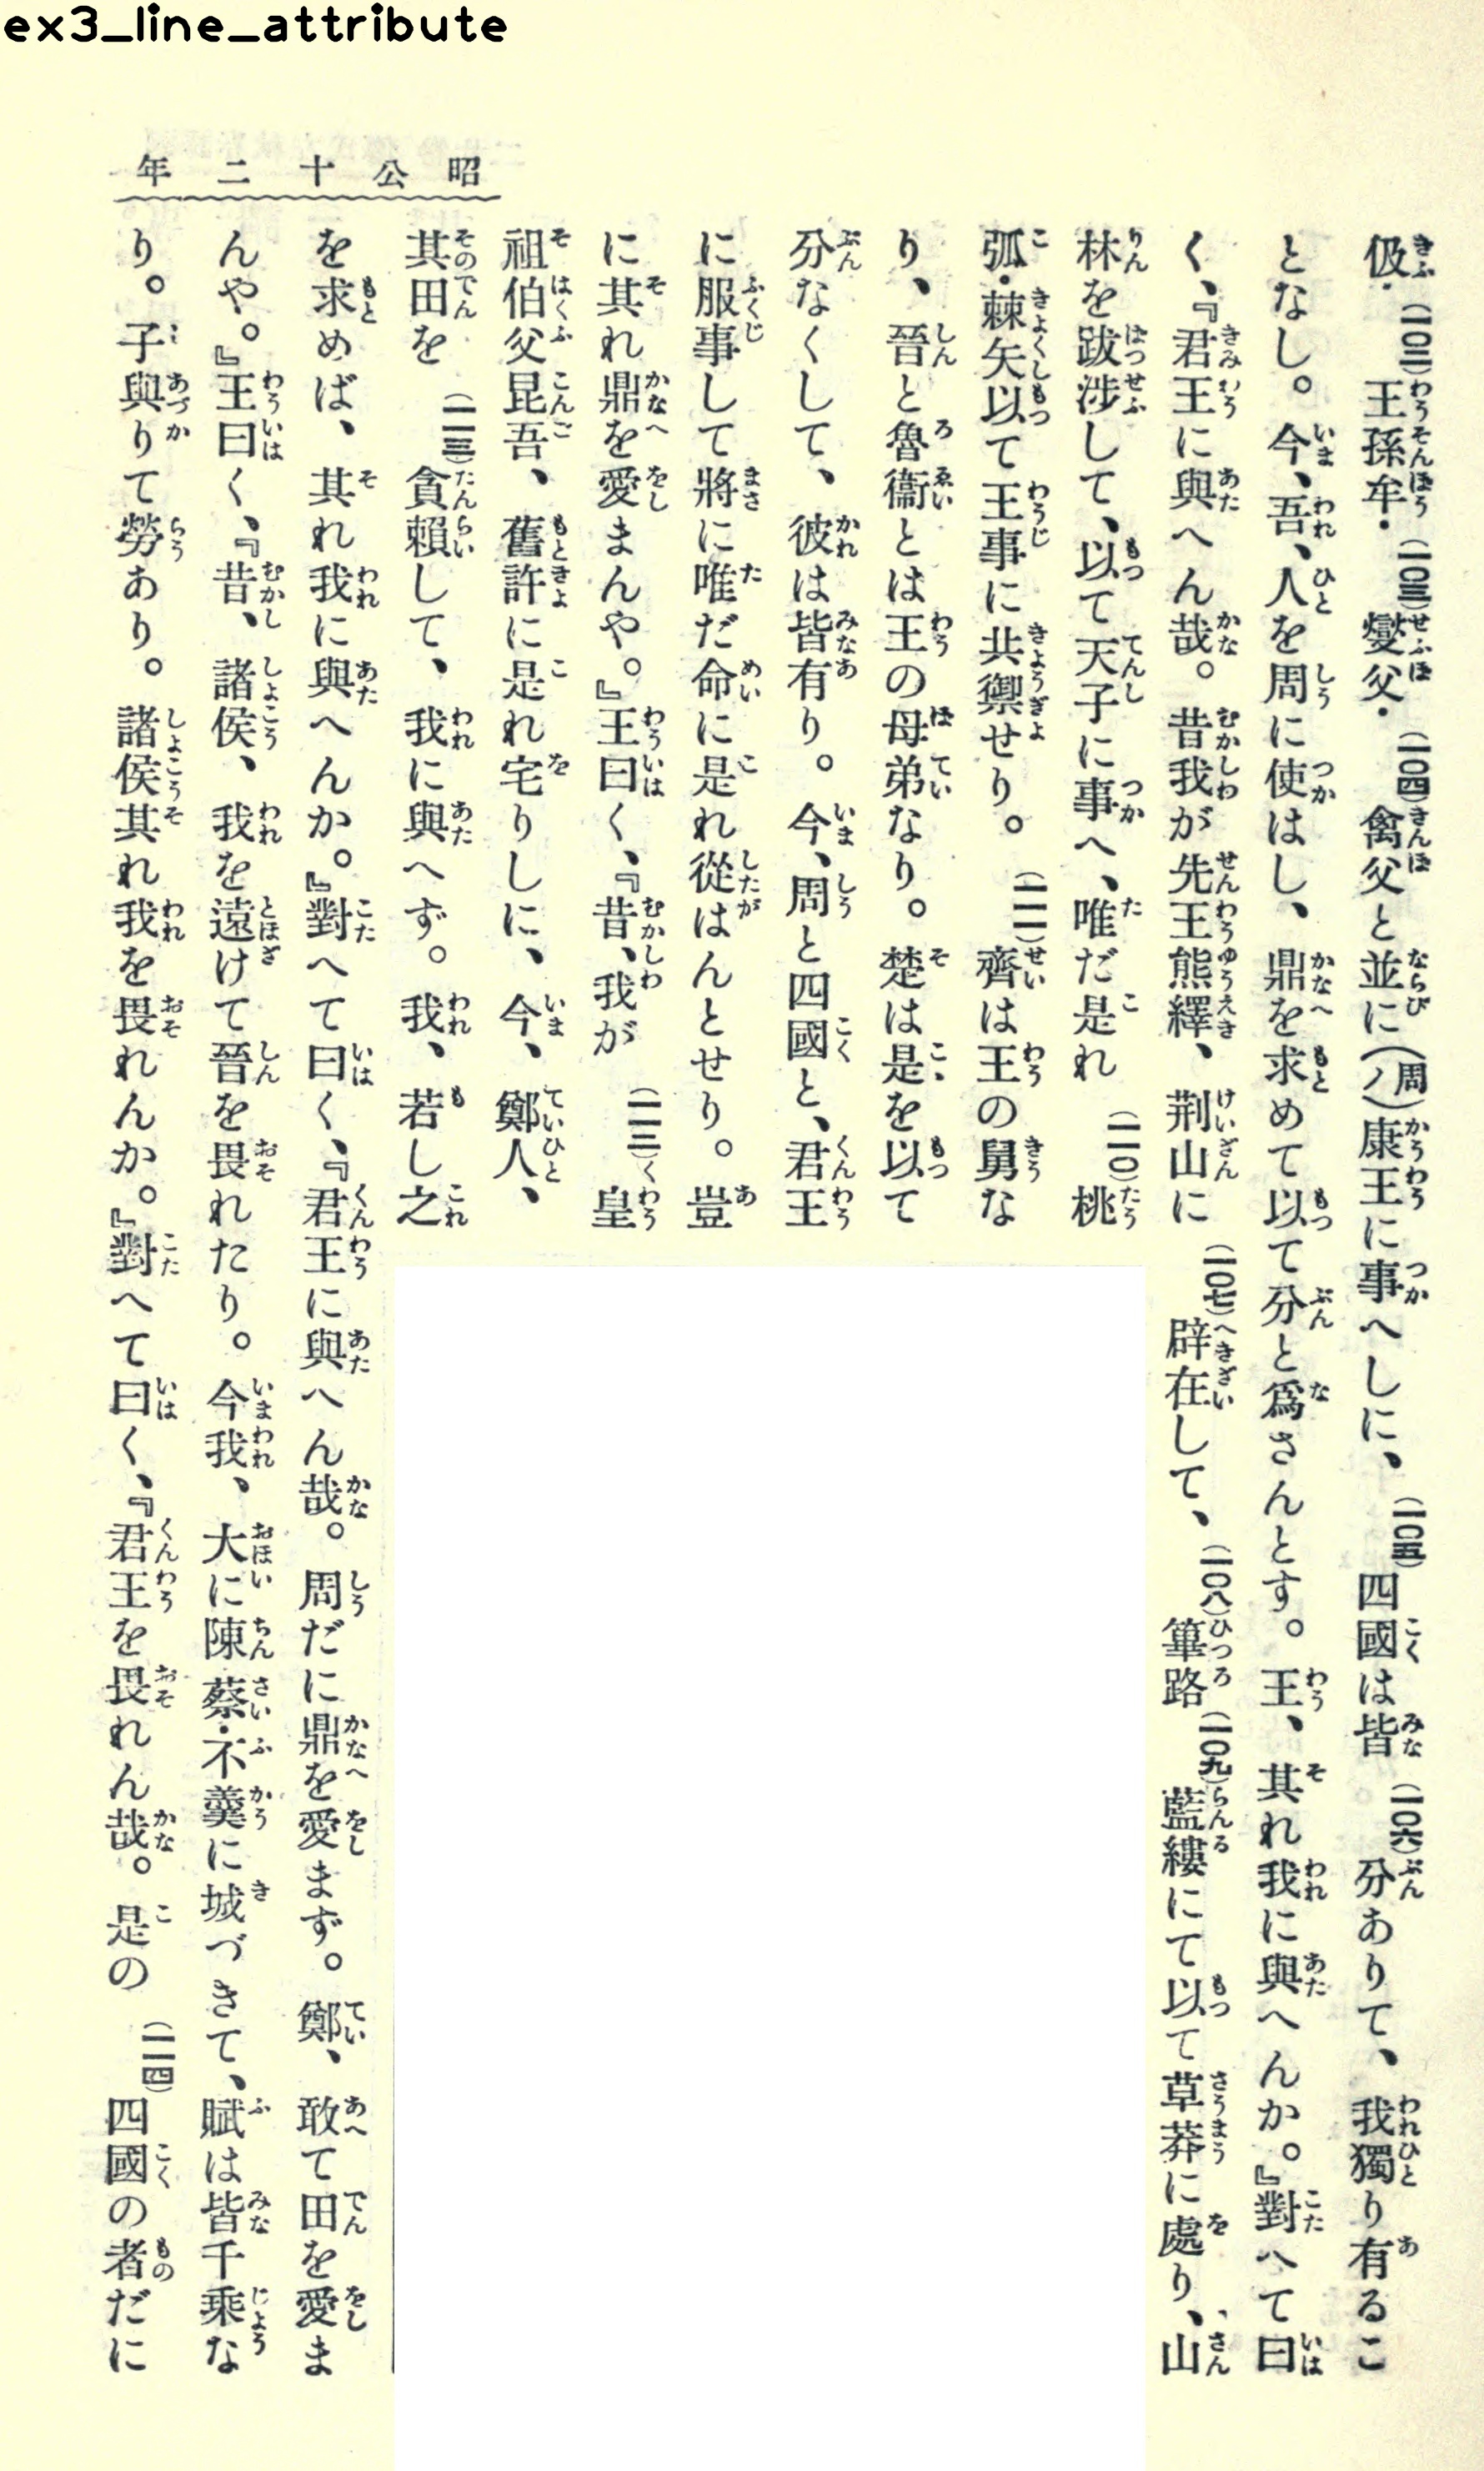 ex3_line_attribute
昭公十二年
伋・(一〇二)王孫牟・(一〇三)燮父・(一〇四)禽父と並に(周ノ)康王に事へしに、(一〇五)四國は皆(一〇六)分ありて、我獨り有るこ
となし。今、吾、人を周に使はし、鼎を求めて以て分と爲さんとす。王、其れ我に與へんか。』對へて曰
く、『君王に與へん哉。昔我が先王熊繹、荆山に(一〇七)辟在して、(一〇八)篳路(一〇九)藍縷にて以て草莽に處り、山
林を跋涉して、以て天子に事へ、唯だ是れ(一一〇)桃
弧・棘矢以て王事に共禦せり。(一一一)齊は王の舅な
り、晉と魯衞とは王の母弟なり。楚は是を以て
分なくして、彼は皆有り。今、周と四國と、君王
に服事して將に唯だ命に是れ從はんとせり。豈
に其れ鼎を愛まんや。』王曰く、『昔、我が(一一二)皇
祖伯父昆吾、舊許に是れ宅りしに、今、鄭人、
其田を(一一三)貪賴して、我に與へず。我、若し之
を求めば、其れ我に與へんか。』對へて曰く、『君王に與へん哉。周だに鼎を愛まず。鄭、敢て田を愛ま
んや。』王曰く、『昔、諸侯、我を遠けて晉を畏れたり。今我、大に陳蔡・不羹に城づきて、賦は皆千乘な
り。子與りて勞あり。諸侯其れ我を畏れんか。』對へて曰く、『君王を畏れん哉。是の(一一四)四國の者だに